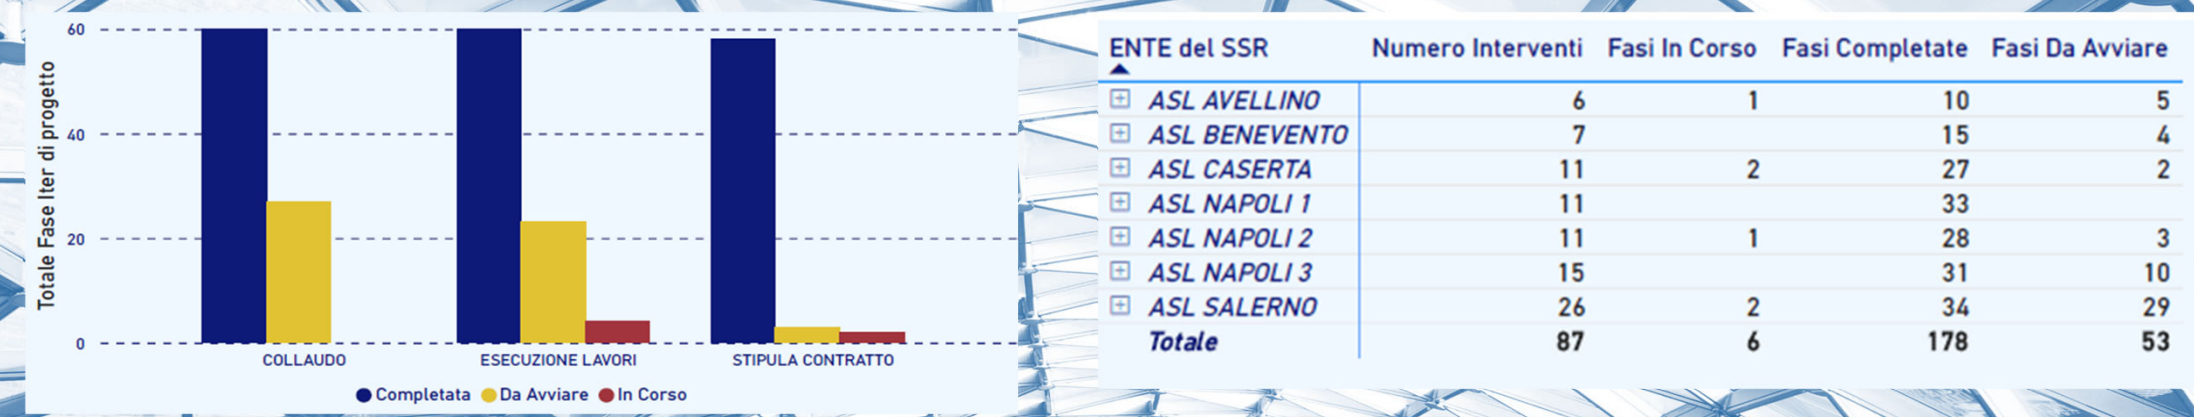 Totale Fase Iter di progetto
60
40
20
0
COLLAUDO ESECUZIONE LAVORI STIPULA CONTRATTO
Completata Da Avviare In Corso
ENTE del SSR Numero Interventi Fasi In Corso Fasi Completate Fasi Da Avviare
ASL AVELLINO 6 1 10 5
ASL BENEVENTO 7 15 4
ASL CASERTA 11 2 27 2
ASL NAPOLI 1 11 33
ASL NAPOLI 2 11 1 28 3
ASL NAPOLI 3 15 31 10
ASL SALERNO 26 2 34 29
Totale 87 6 178 53